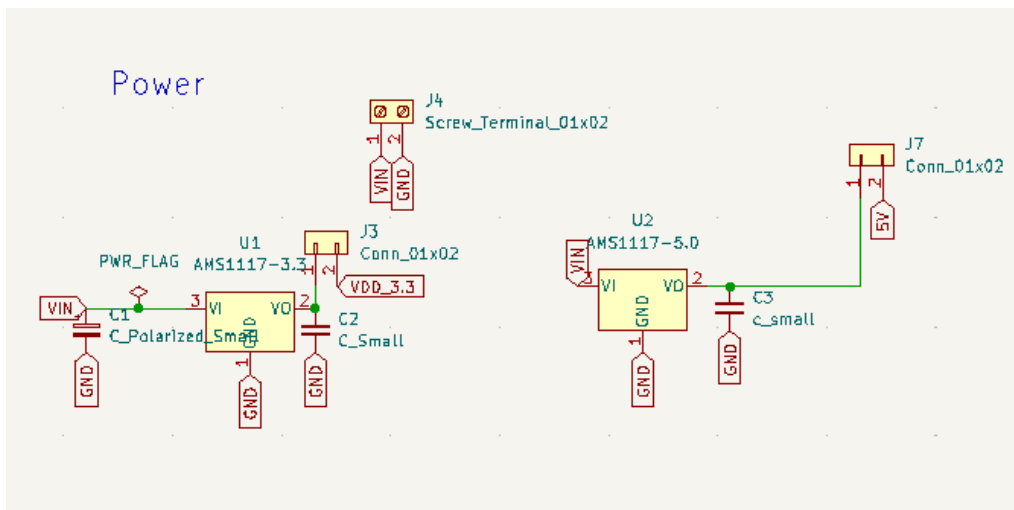 Power
J4
Screw_Terminal_01x02
1
2
VIN
GND
J7
Conn_01x02
1
2
5V
J3
Conn_01x02
1
2
VDD_3.3
U1
AMS1117-3.3
PWR_FLAG
VIN
C1
C_Polarized_Small
GND
3
VI
VO
2
GND
1
GND
C2
C_Small
GND
U2
AMS1117-5.0
VIN
3
VI
VO
2
GND
1
GND
C3
c_small
GND